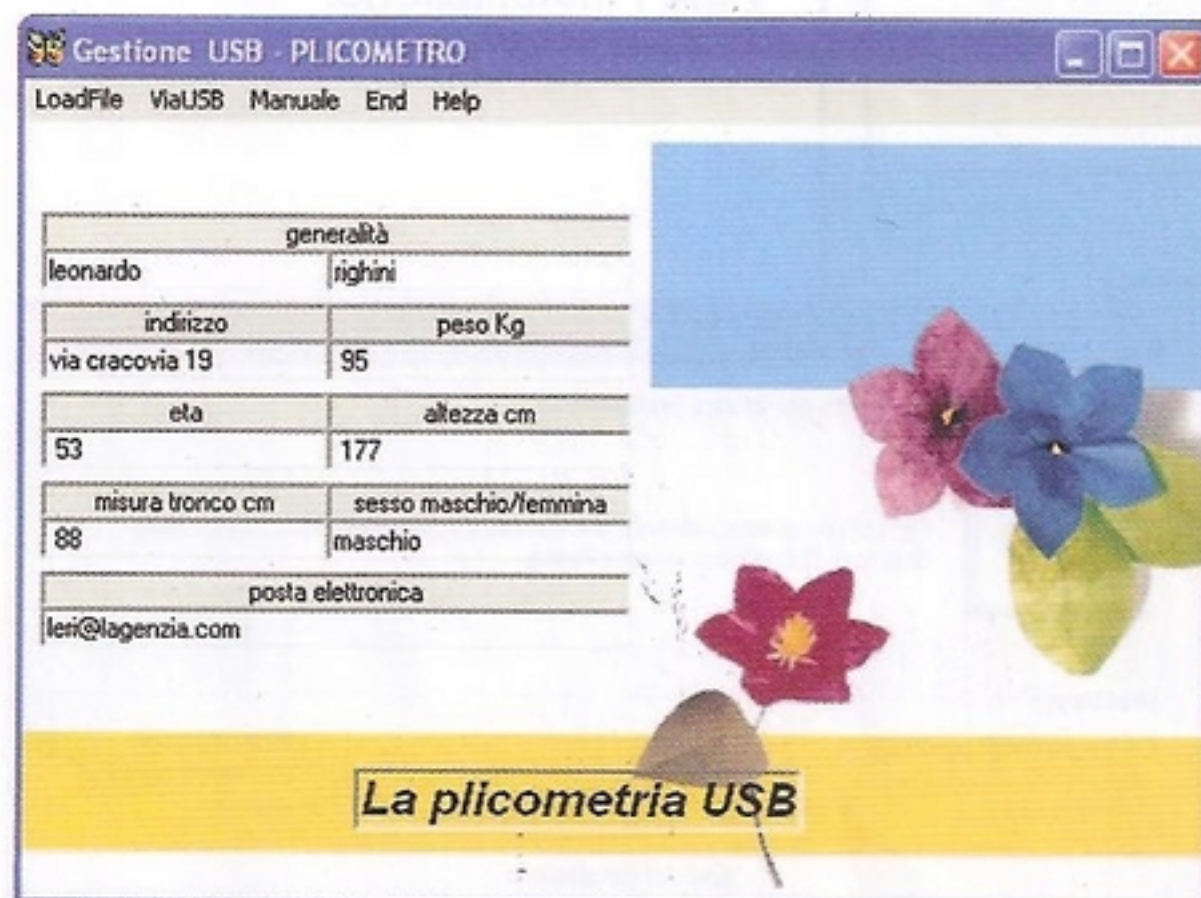 Gestione USB - PLICOMETRO
LoadFile ViaUSB Manuale End Help
generalità
leonardo righini
indirizzo peso Kg
via cracovia 19 95
eta altezza cm
53 177
misura tronco cm sesso maschio/femmina
88 maschio
posta elettronica
leri@lagenzia.com
La plicometria USB